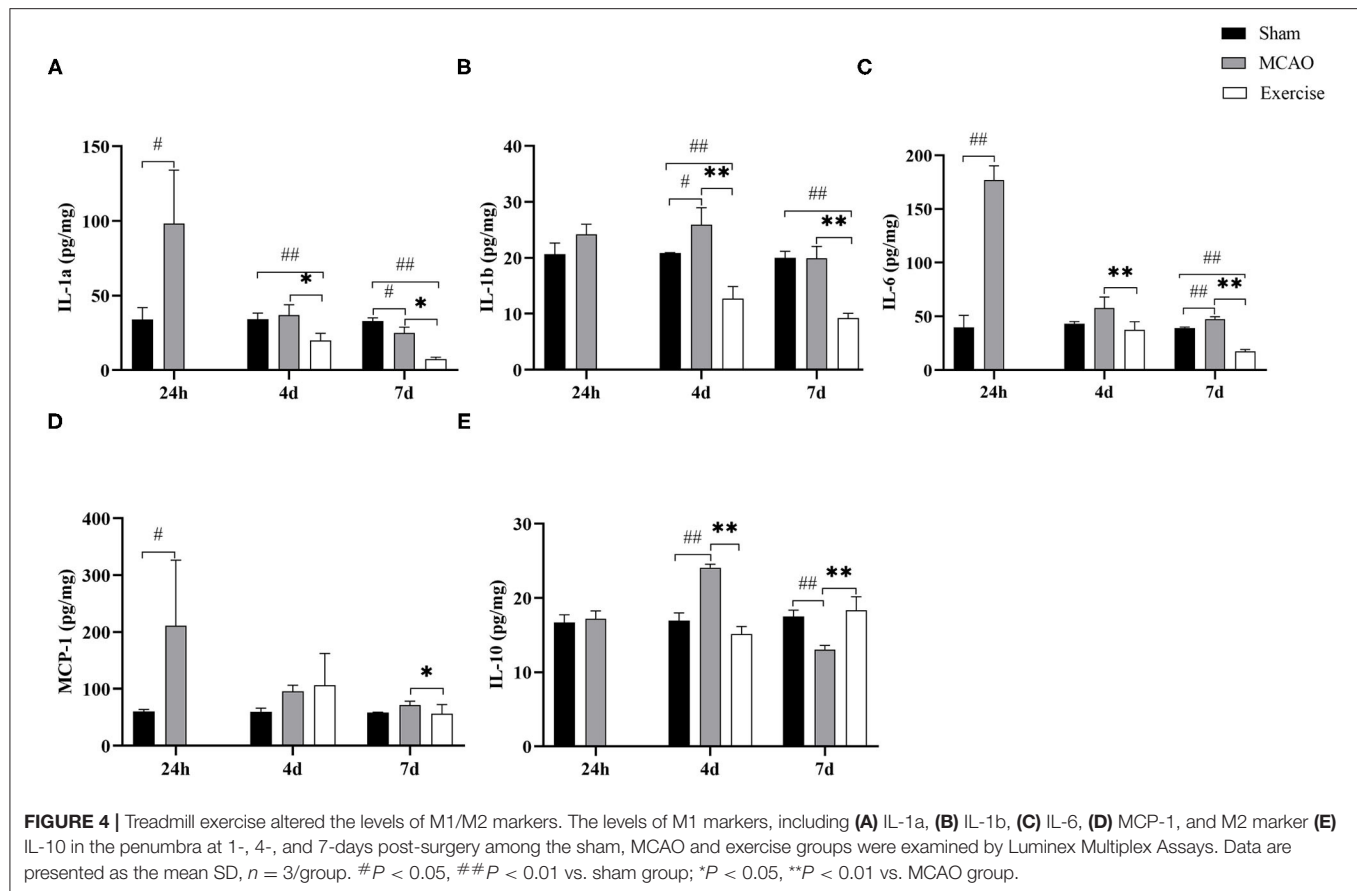 Sham
MCAO
Exercise
A
IL-1a (pg/mg)
150
100
50
0
#
##
*
##
#
*
24h
4d
7d
B
IL-1b (pg/mg)
40
30
20
10
0
##
#
**
##
**
24h
4d
7d
C
IL-6 (pg/mg)
200
150
100
50
0
##
**
##
##
**
24h
4d
7d
D
MCP-1 (pg/mg)
400
300
200
100
0
#
*
24h
4d
7d
E
IL-10 (pg/mg)
30
20
10
0
##
**
##
**
24h
4d
7d
FIGURE 4 | Treadmill exercise altered the levels of M1/M2 markers. The levels of M1 markers, including (A) IL-1a, (B) IL-1b, (C) IL-6, (D) MCP-1, and M2 marker (E)
IL-10 in the penumbra at 1-, 4-, and 7-days post-surgery among the sham, MCAO and exercise groups were examined by Luminex Multiplex Assays. Data are
presented as the mean SD, n = 3/group. #P < 0.05, ##P < 0.01 vs. sham group; *P < 0.05, **P < 0.01 vs. MCAO group.